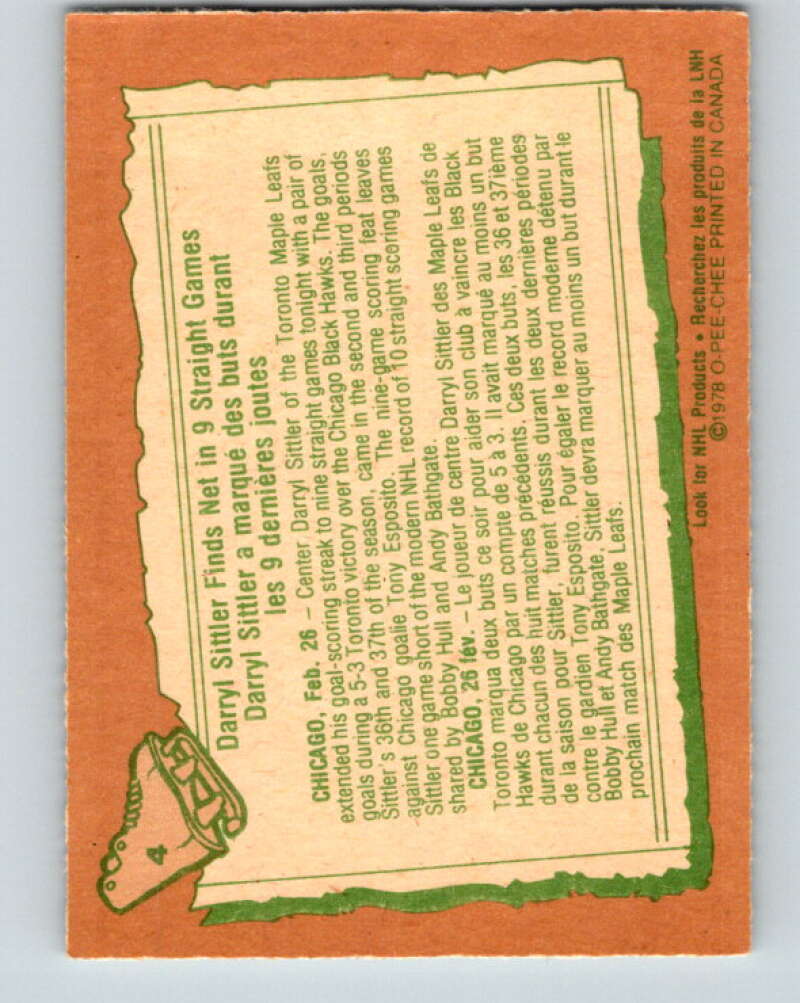 4
Darryl Sittler Finds Net in 9 Straight Games
Darryl Sittler a marqué des buts durant
les 9 dernières joutes
CHICAGO, Feb. 26 – Center Darryl Sittler of the Toronto Maple Leafs
extended his goal-scoring streak to nine straight games tonight with a pair of
goals during a 5-3 Toronto victory over the Chicago Black Hawks. The goals,
Sittler's 36th and 37th of the season, came in the second and third periods
against Chicago goalie Tony Esposito. The nine-game scoring feat leaves
Sittler one game short of the modern NHL record of 10 straight scoring games
shared by Bobby Hull and Andy Bathgate.
CHICAGO, 26 fév. – Le joueur de centre Darryl Sittler des Maple Leafs de
Toronto marqua deux buts ce soir pour aider son club à vaincre les Black
Hawks de Chicago par un compte de 5 à 3. Il avait marqué au moins un but
durant chacun des huit matches précédents. Ces deux buts, les 36 et 37ième
de la saison pour Sittler, furent réussis durant les deux dernières périodes
contre le gardien Tony Esposito. Pour égaler le record moderne détenu par
Bobby Hull et Andy Bathgate, Sittler devra marquer au moins un but durant le
prochain match des Maple Leafs.
Look for NHL Products • Recherchez les produits de la LNH
©1978 O-PEE-CHEE PRINTED IN CANADA